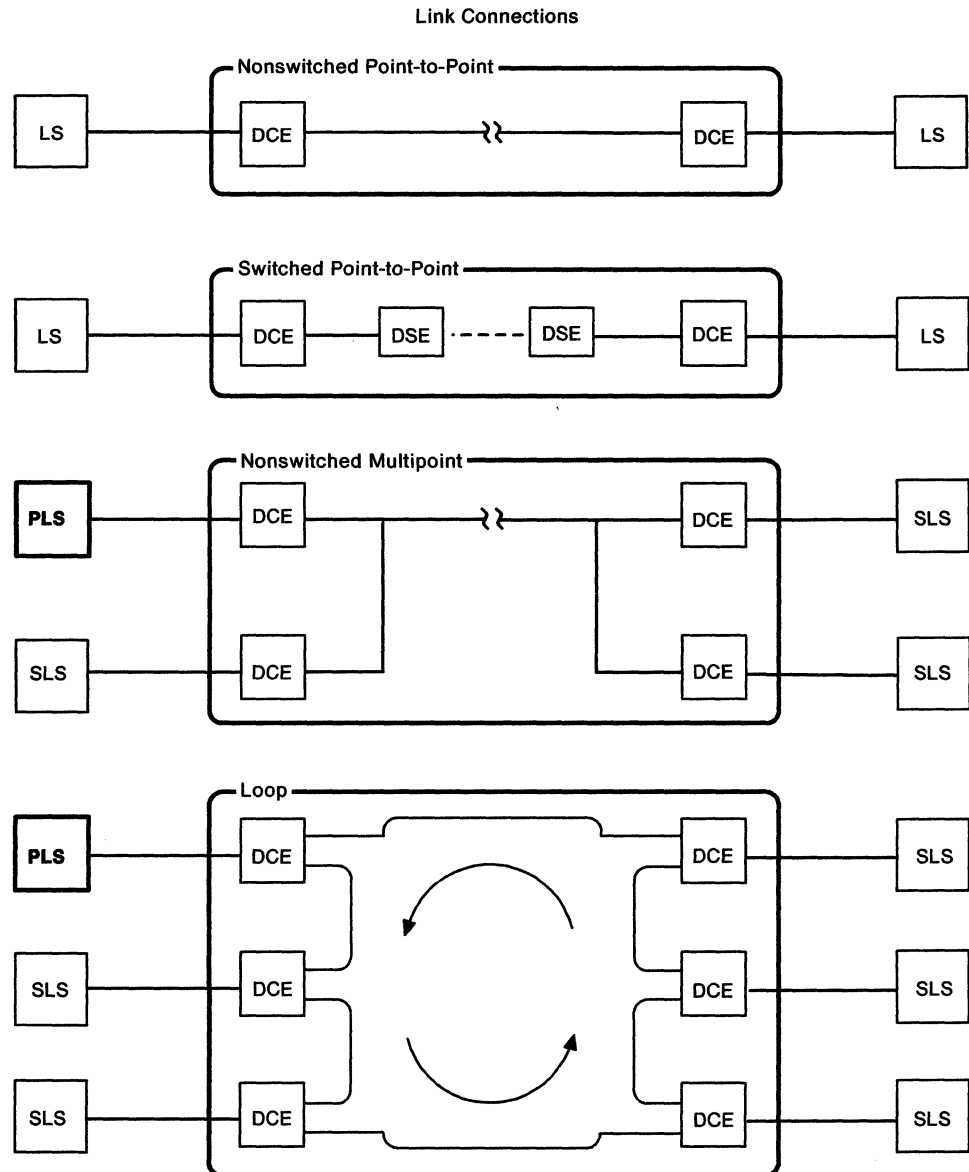 Link Connections
Nonswitched Point-to-Point
LS DCE DCE LS
Switched Point-to-Point
LS DCE DSE DSE DCE LS
Nonswitched Multipoint
PLS DCE DCE SLS
SLS DCE DCE SLS
Loop
PLS DCE DCE SLS
SLS DCE DCE SLS
SLS DCE DCE SLS